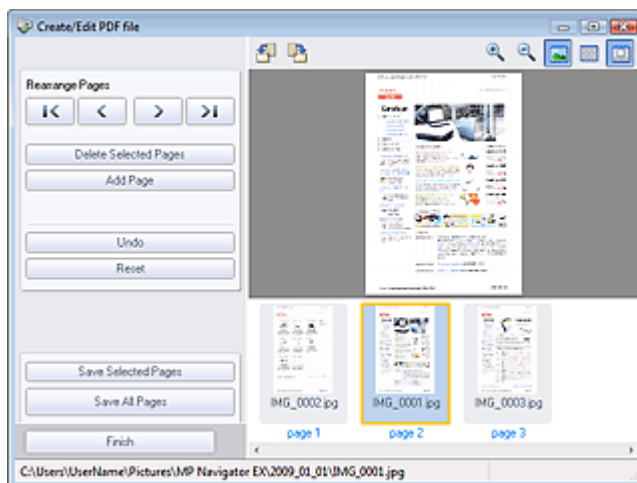 Create/Edit PDF file
Rearrange Pages
Delete Selected Pages
Add Page
Undo
Reset
Save Selected Pages
Save All Pages
Finish
IMG_0002.jpg
IMG_0001.jpg
IMG_0003.jpg
page 1
page 2
page 3
C:\Users\UserName\Pictures\MP Navigator EX\2009_01_01\IMG_0001.jpg